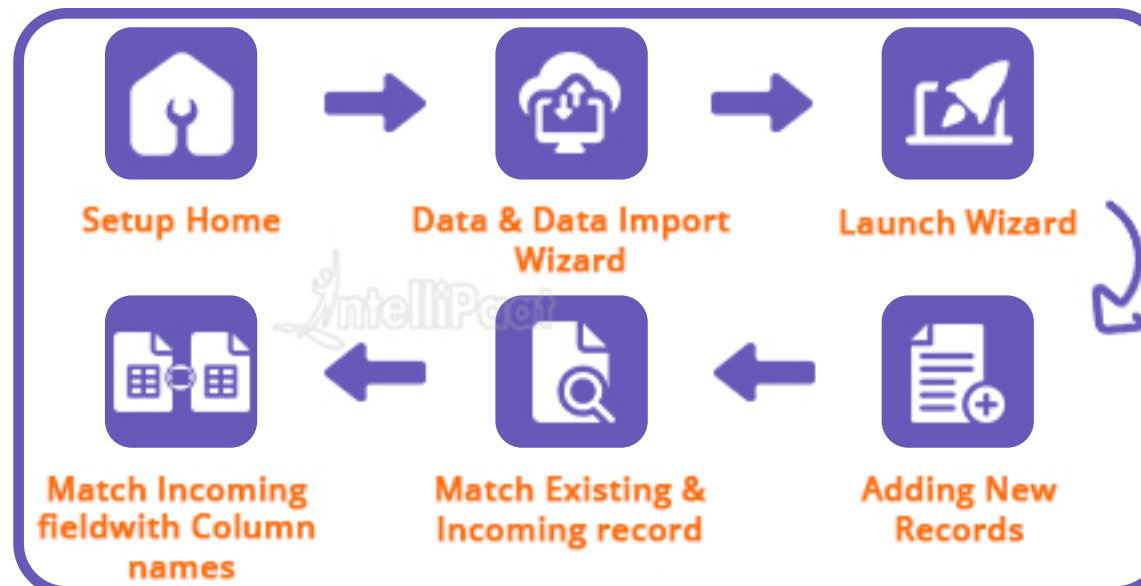 Setup Home
Data & Data Import
Wizard
Launch Wizard
IntelliPaat
Match Incoming
fieldwith Column
names
Match Existing &
Incoming record
Adding New
Records